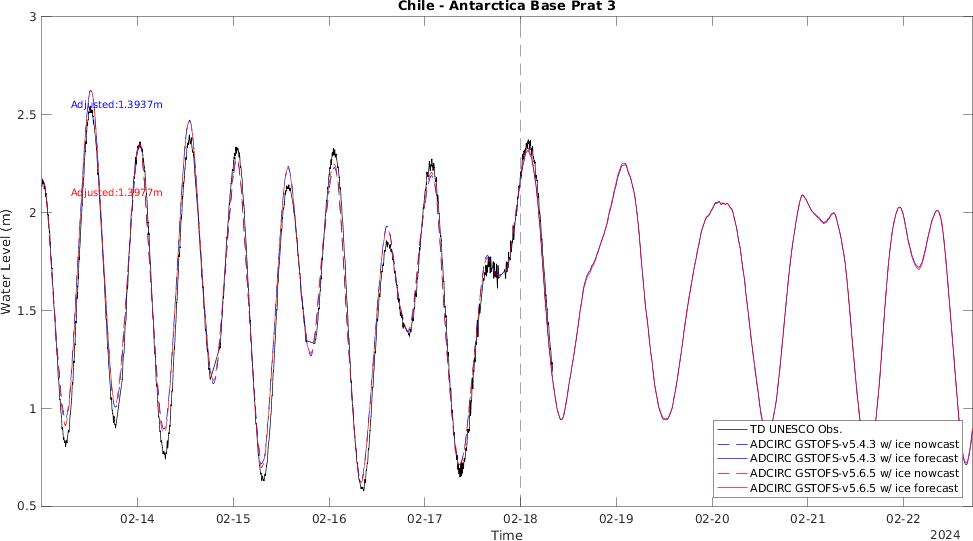 Chile - Antarctica Base Prat 3
3
2.5
2
1.5
1
0.5
Water Level (m)
Adjusted:1.3937m
Adjusted:1.3977m
TD UNESCO Obs.
ADCIRC GSTOFS-v5.4.3 w/ ice nowcast
ADCIRC GSTOFS-v5.4.3 w/ ice forecast
ADCIRC GSTOFS-v5.6.5 w/ ice nowcast
ADCIRC GSTOFS-v5.6.5 w/ ice forecast
02-14 02-15 02-16 02-17 02-18 02-19 02-20 02-21 02-22
Time
2024